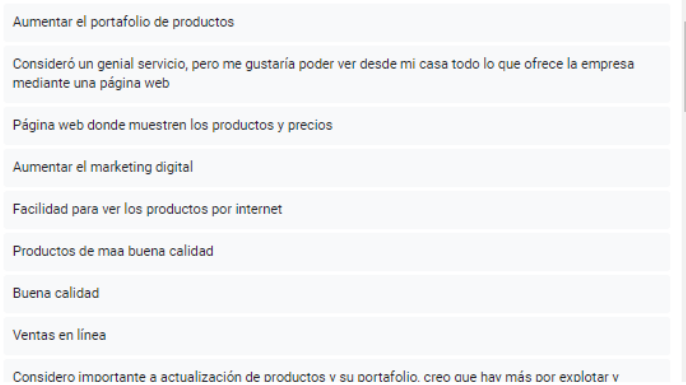 Aumentar el portafolio de productos
Consideró un genial servicio, pero me gustaría poder ver desde mi casa todo lo que ofrece la empresa
mediante una página web
Página web donde muestren los productos y precios
Aumentar el marketing digital
Facilidad para ver los productos por internet
Productos de maa buena calidad
Buena calidad
Ventas en línea
Considero importante a actualización de productos y su portafolio, creo que hay más por explotar y